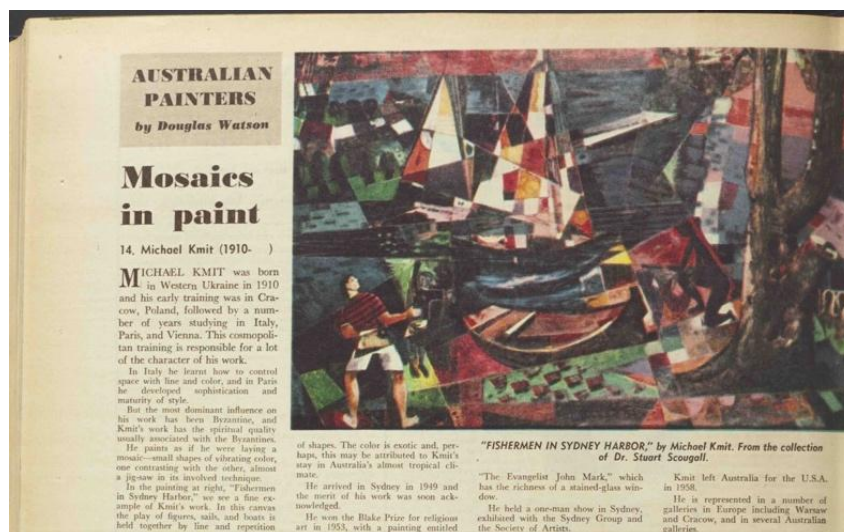 AUSTRALIAN
PAINTERS
by Douglas Watson
Mosaics
in paint
14. Michael Kmit (1910-   )
MICHAEL KMIT was born
in Western Ukraine in 1910
and his early training was in Cra-
cow, Poland, followed by a num-
ber of years studying in Italy,
Paris, and Vienna. This cosmopoli-
tan training is responsible for a lot
of the character of his work.
In Italy he learnt how to control
space with line and color, and in Paris
he developed sophistication and
maturity of style.
But the most dominant influence on
his work has been Byzantine, and
Kmit's work has the spiritual quality
usually associated with the Byzantines.
He paints as if he were laying a
mosaic—small shapes of vibrating color,
one contrasting with the other, almost
a jig-saw in its involved technique.
In the painting at right, "Fishermen
in Sydney Harbor," we see a fine ex-
ample of Kmit's work. In this canvas
the play of figures, sails, and boats is
held together by line and repetition
of shapes. The color is exotic and, per-
haps, this may be attributed to Kmit's
stay in Australia's almost tropical cli-
mate.
He arrived in Sydney in 1949 and
the merit of his work was soon ack-
nowledged.
He won the Blake Prize for religious
art in 1953, with a painting entitled
"FISHERMEN IN SYDNEY HARBOR," by Michael Kmit. From the collection
of Dr. Stuart Scougall.
"The Evangelist John Mark," which
has the richness of a stained-glass win-
dow.
He held a one-man show in Sydney,
exhibited with the Sydney Group and
the Society of Artists.
Kmit left Australia for the U.S.A.
in 1958.
He is represented in a number of
galleries in Europe including Warsaw
and Cracow, and in several Australian
galleries.